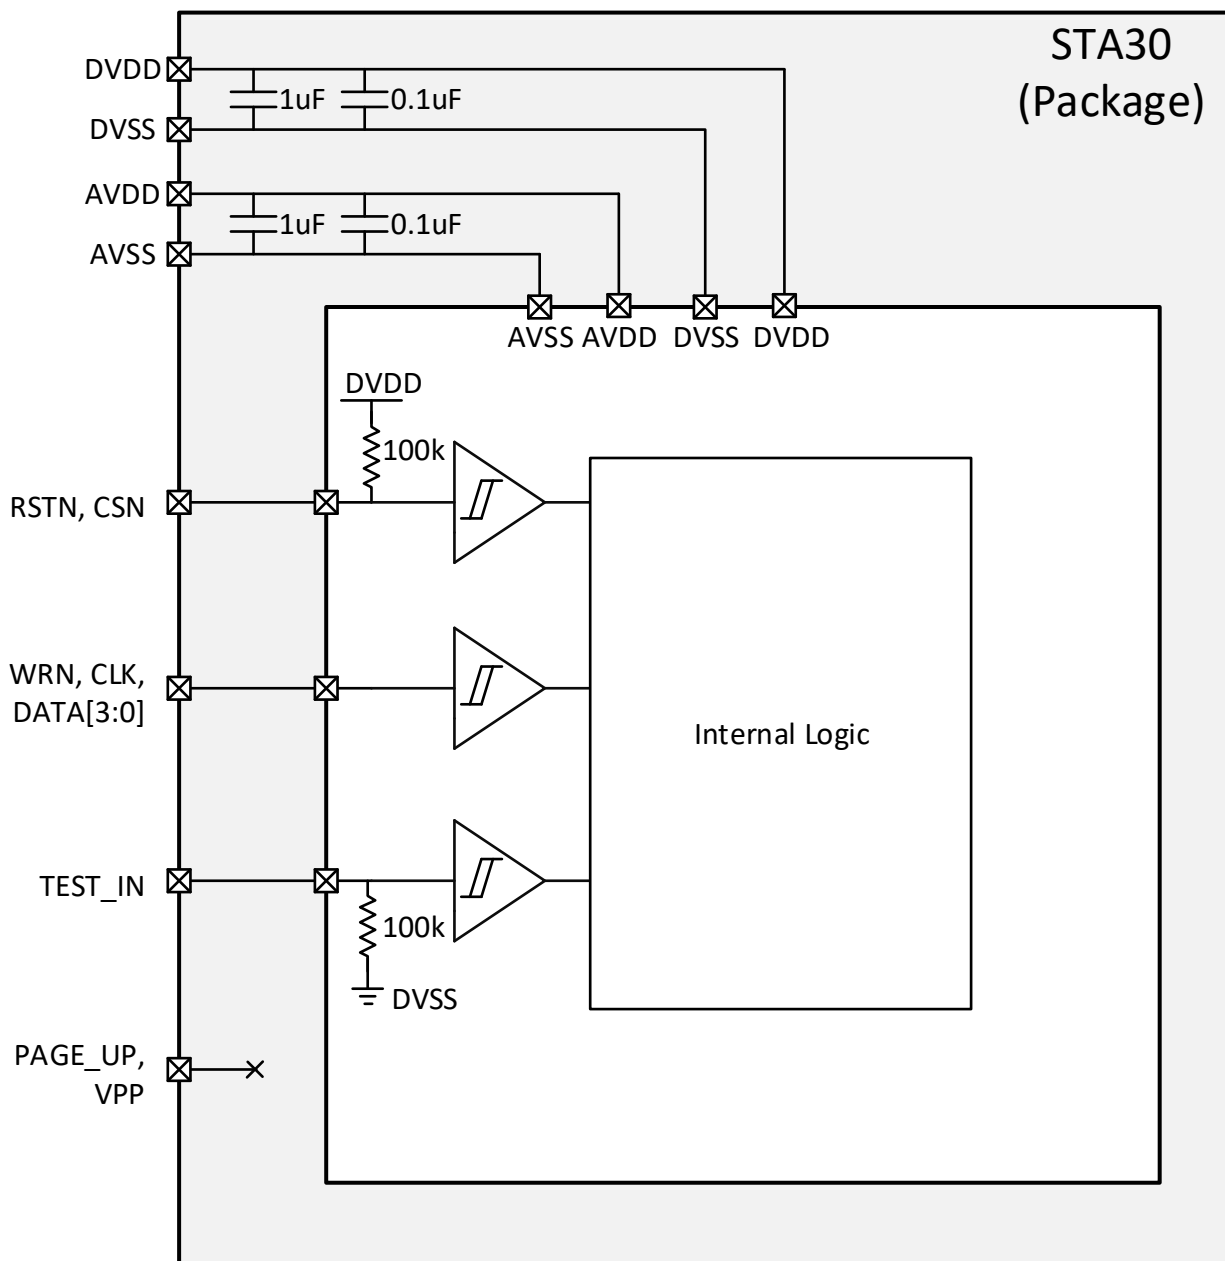 STA30
(Package)
DVDD
1uF
0.1uF
DVSS
AVDD
1uF
0.1uF
AVSS
AVSS AVDD DVSS DVDD
DVDD
100k
RSTN, CSN
WRN, CLK,
DATA[3:0]
Internal Logic
TEST_IN
100k
DVSS
PAGE_UP,
VPP